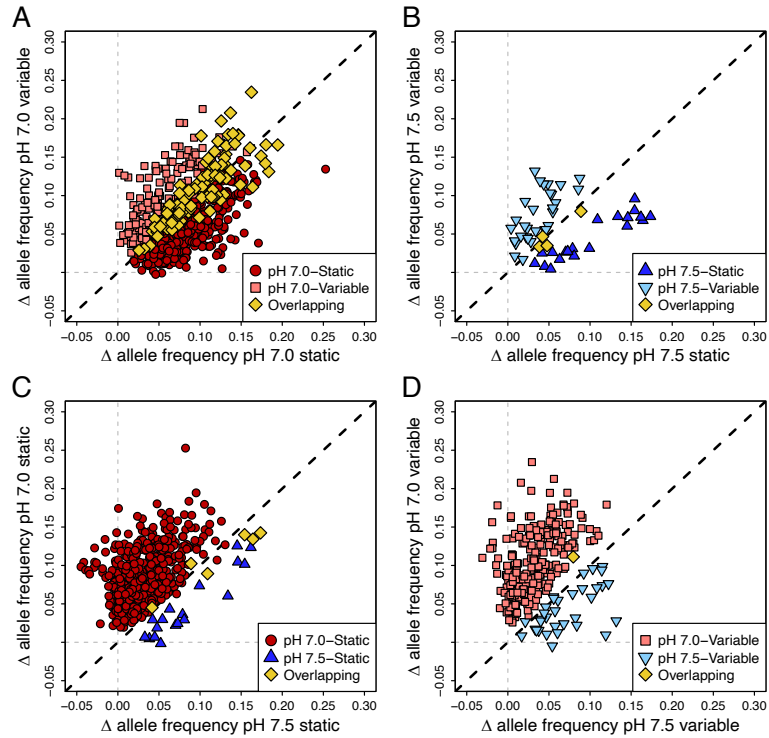 A
Δ allele frequency pH 7.0 variable
0.30
0.25
0.20
0.15
0.10
0.05
0.00
−0.05
pH 7.0−Static
pH 7.0−Variable
Overlapping
−0.05 0.00 0.05 0.10 0.15 0.20 0.25 0.30
Δ allele frequency pH 7.0 static
B
Δ allele frequency pH 7.5 variable
0.30
0.25
0.20
0.15
0.10
0.05
0.00
−0.05
pH 7.5−Static
pH 7.5−Variable
Overlapping
−0.05 0.00 0.05 0.10 0.15 0.20 0.25 0.30
Δ allele frequency pH 7.5 static
C
Δ allele frequency pH 7.0 static
0.30
0.25
0.20
0.15
0.10
0.05
0.00
−0.05
pH 7.0−Static
pH 7.5−Static
Overlapping
−0.05 0.00 0.05 0.10 0.15 0.20 0.25 0.30
Δ allele frequency pH 7.5 static
D
Δ allele frequency pH 7.0 variable
0.30
0.25
0.20
0.15
0.10
0.05
0.00
−0.05
pH 7.0−Variable
pH 7.5−Variable
Overlapping
−0.05 0.00 0.05 0.10 0.15 0.20 0.25 0.30
Δ allele frequency pH 7.5 variable